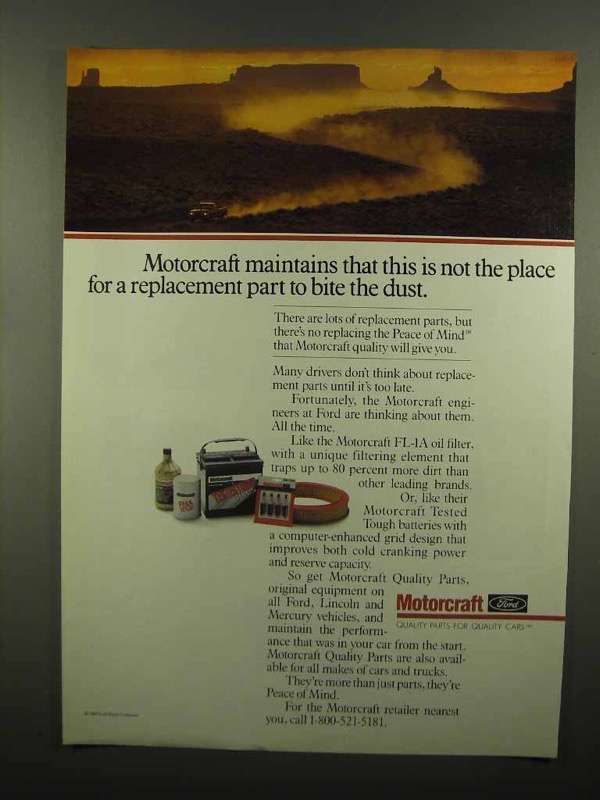 Motorcraft maintains that this is not the place
for a replacement part to bite the dust.
There are lots of replacement parts, but
there's no replacing the Peace of Mind™
that Motorcraft quality will give you.
Many drivers don't think about replace-
ment parts until it's too late.
Fortunately, the Motorcraft engi-
neers at Ford are thinking about them.
All the time.
Like the Motorcraft FL-1A oil filter,
with a unique filtering element that
traps up to 80 percent more dirt than
other leading brands.
Or, like their
Motorcraft Tested
Tough batteries with
a computer-enhanced grid design that
improves both cold cranking power
and reserve capacity.
So get Motorcraft Quality Parts,
original equipment on
all Ford, Lincoln and
Mercury vehicles, and
maintain the perform-
ance that was in your car from the start.
Motorcraft Quality Parts are also avail-
able for all makes of cars and trucks.
They're more than just parts, they're
Peace of Mind.
For the Motorcraft retailer nearest
you, call 1-800-521-5181.
Motorcraft Ford
QUALITY PARTS FOR QUALITY CARS™